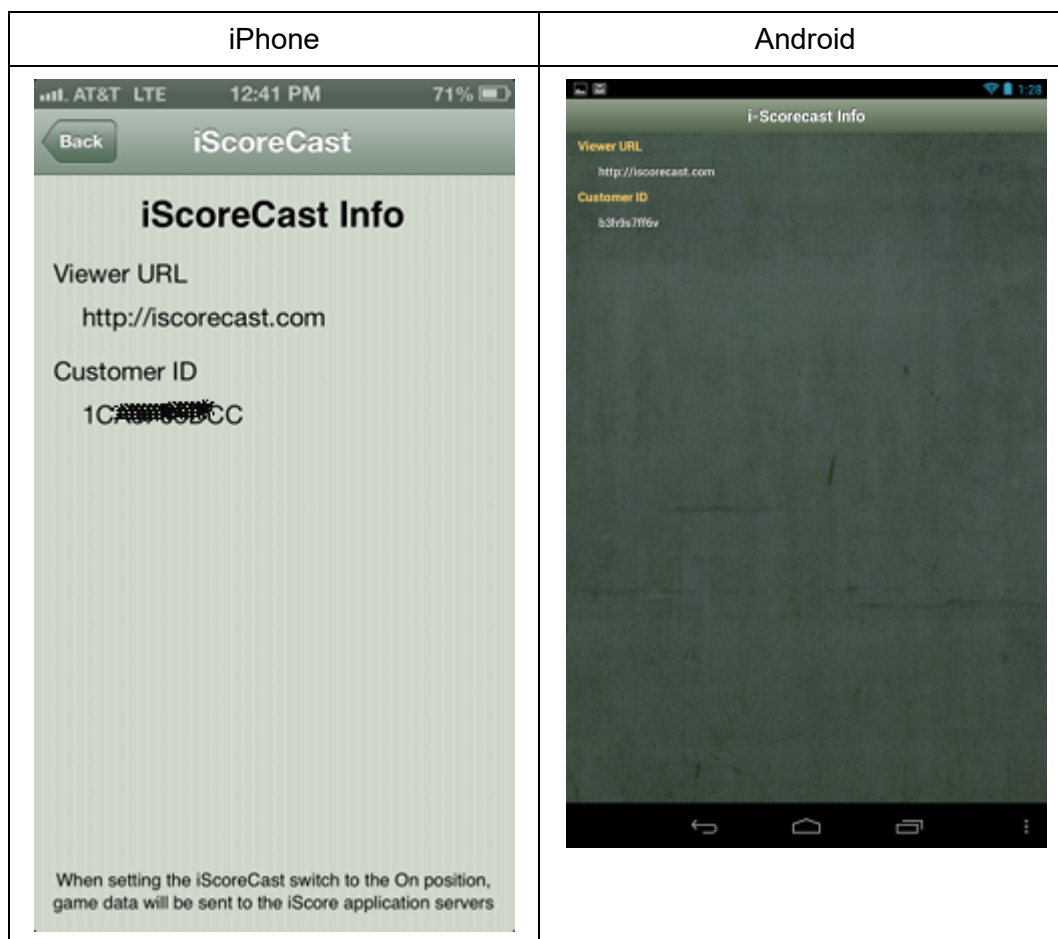 iPhone
Android
AT&T LTE 12:41 PM 71%
Back
iScoreCast
iScoreCast Info
Viewer URL
http://iscorecast.com
Customer ID
When setting the iScoreCast switch to the On position,
game data will be sent to the iScore application servers
1:28
i-Scorecast Info
Viewer URL
http://iscorecast.com
Customer ID